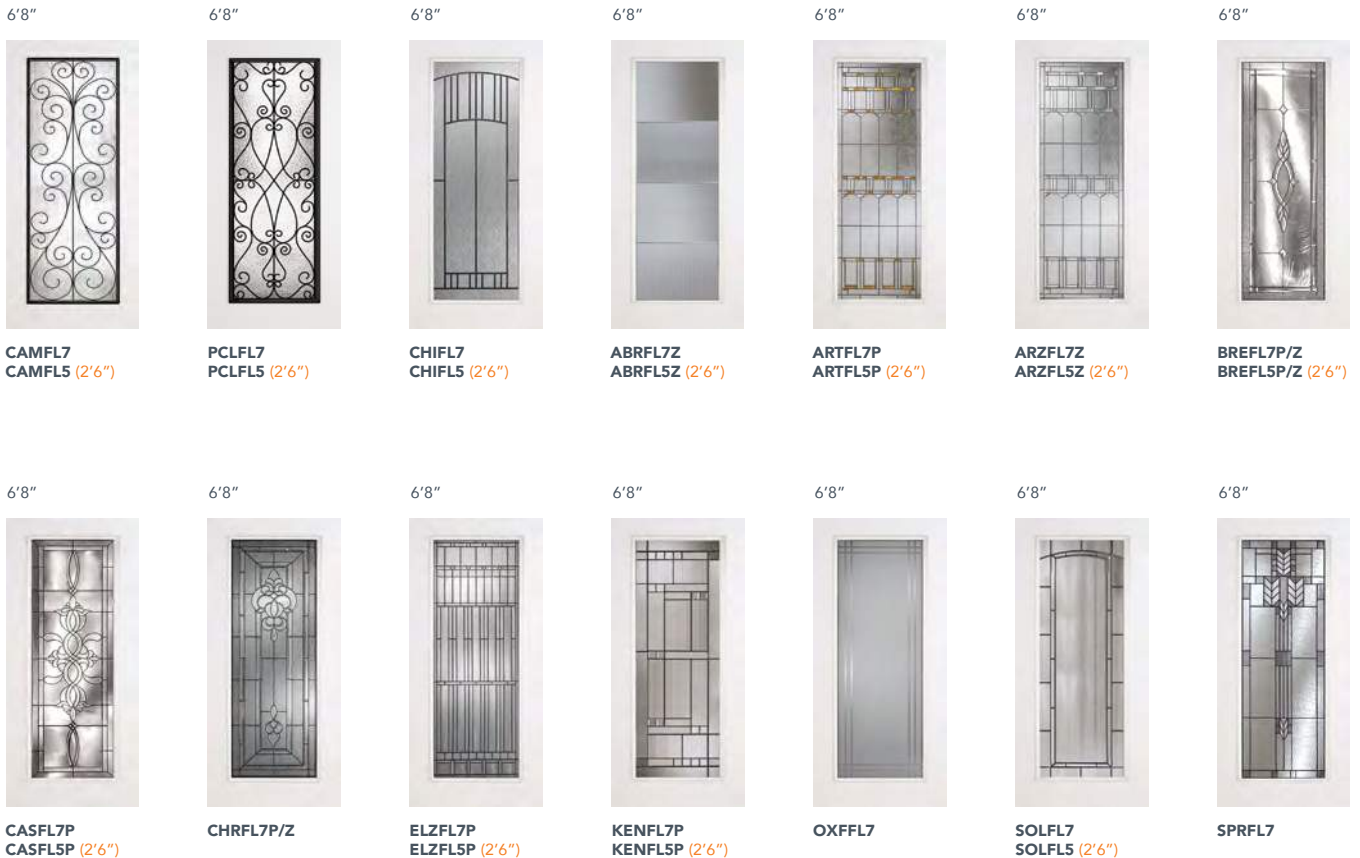 6’8”
6’8”
6’8”
6’8”
6’8”
6’8”
6’8”
CAMFL7
CAMFL5 (2’6”)
PCLFL7
PCLFL5 (2’6”)
CHIFL7
CHIFL5 (2’6”)
ABRFL7Z
ABRFL5Z (2’6”)
ARTFL7P
ARTFL5P (2’6”)
ARZFL7Z
ARZFL5Z (2’6”)
BREFL7P/Z
BREFL5P/Z (2’6”)
6’8”
6’8”
6’8”
6’8”
6’8”
6’8”
6’8”
CASFL7P
CASFL5P (2’6”)
CHRFL7P/Z
ELZFL7P
ELZFL5P (2’6”)
KENFL7P
KENFL5P (2’6”)
OXFFL7
SOLFL7
SOLFL5 (2’6”)
SPRFL7